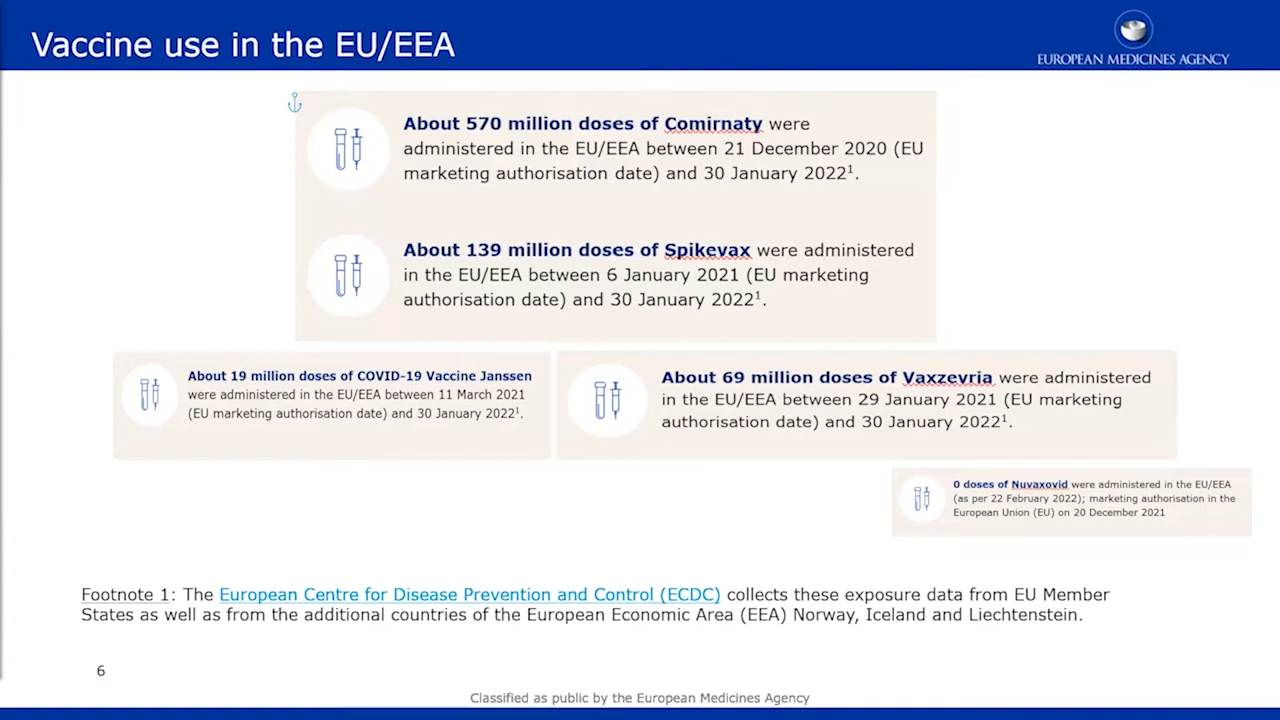 Vaccine use in the EU/EEA
EUROPEAN MEDICINES AGENCY
About 570 million doses of Comirnaty were
administered in the EU/EEA between 21 December 2020 (EU
marketing authorisation date) and 30 January 2022¹.
About 139 million doses of Spikevax were administered
in the EU/EEA between 6 January 2021 (EU marketing
authorisation date) and 30 January 2022¹.
About 19 million doses of COVID-19 Vaccine Janssen
were administered in the EU/EEA between 11 March 2021
(EU marketing authorisation date) and 30 January 2022¹.
About 69 million doses of Vaxzevria were administered
in the EU/EEA between 29 January 2021 (EU marketing
authorisation date) and 30 January 2022¹.
0 doses of Nuvaxovid were administered in the EU/EEA
(as per 22 February 2022); marketing authorisation in the
European Union (EU) on 20 December 2021
Footnote 1: The European Centre for Disease Prevention and Control (ECDC) collects these exposure data from EU Member
States as well as from the additional countries of the European Economic Area (EEA) Norway, Iceland and Liechtenstein.
6
Classified as public by the European Medicines Agency